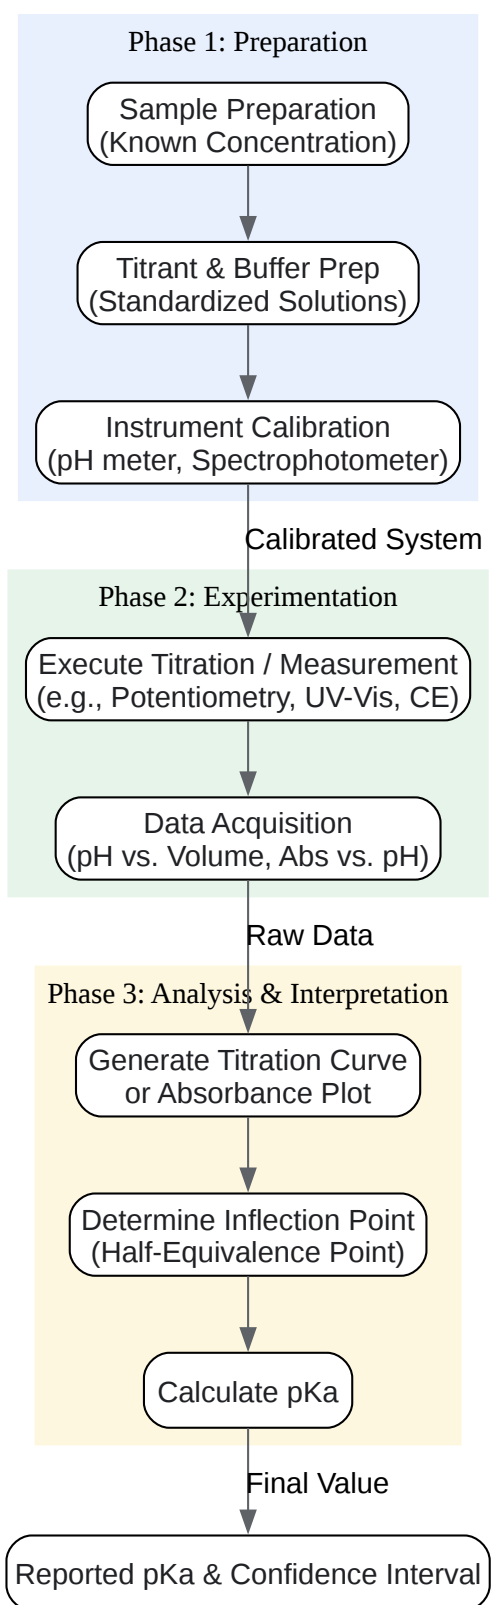 Phase 1: Preparation
Sample Preparation
(Known Concentration)
Titrant & Buffer Prep
(Standardized Solutions)
Instrument Calibration
(pH meter, Spectrophotometer)
Calibrated System
Phase 2: Experimentation
Execute Titration / Measurement
(e.g., Potentiometry, UV-Vis, CE)
Data Acquisition
(pH vs. Volume, Abs vs. pH)
Raw Data
Phase 3: Analysis & Interpretation
Generate Titration Curve
or Absorbance Plot
Determine Inflection Point
(Half-Equivalence Point)
Calculate pKa
Final Value
Reported pKa & Confidence Interval